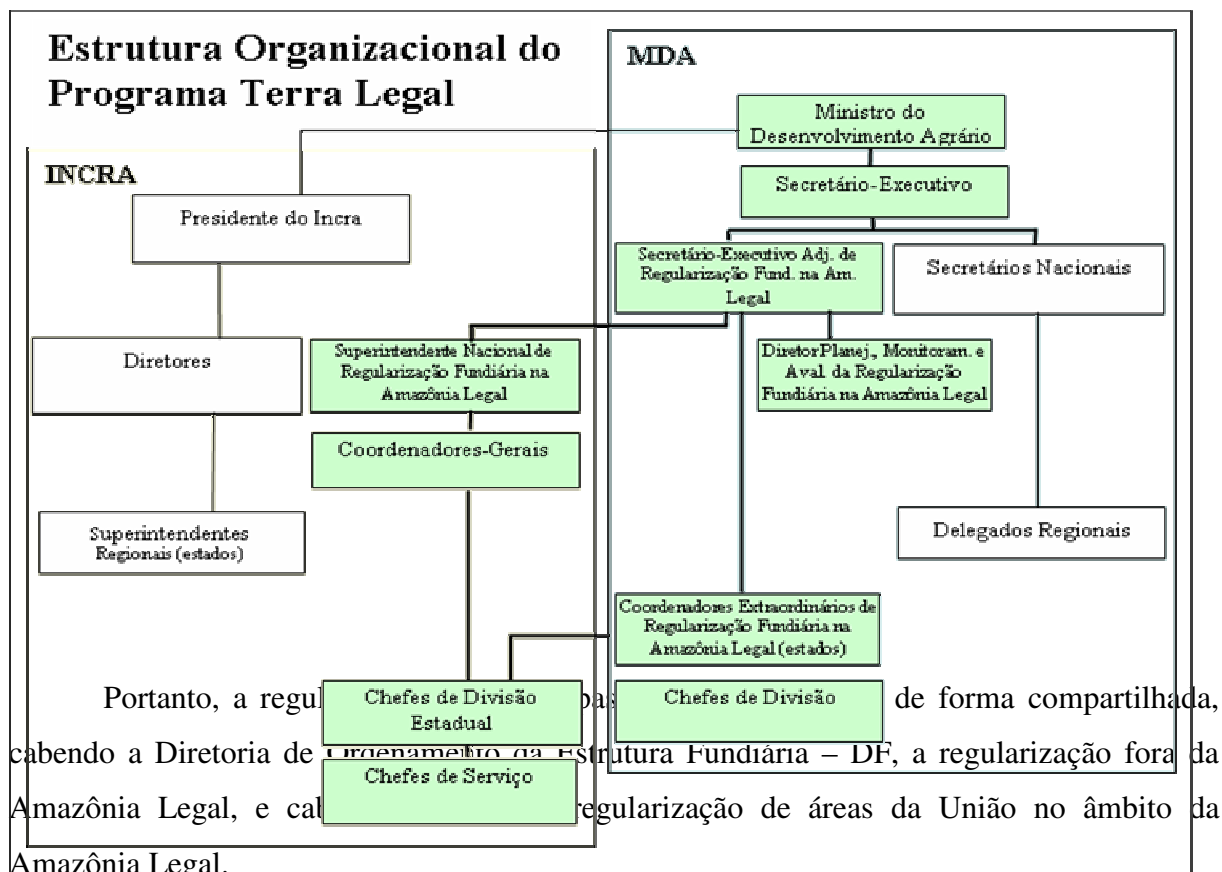 Estrutura Organizacional do
Programa Terra Legal
MDA
Ministro do
Desenvolvimento Agrário
Secretário-Executivo
Secretário-Executivo Adj. de
Regularização Fund. na Am.
Legal
Secretários Nacionais
INCRA
Presidente do Incra
Diretores
Superintendente Nacional de
Regularização Fundiária na
Amazônia Legal
Diretor Planej., Monitoram. e
Aval. da Regularização
Fundiária na Amazônia Legal
Coordenadores-Gerais
Superintendentes
Regionais (estados)
Delegados Regionais
Coordenadores Extraordinários de
Regularização Fundiária na
Amazônia Legal (estados)
Chefes de Divisão
Estadual
Chefes de Divisão
Chefes de Serviço
Portanto, a de forma compartilhada,
cabendo a Diretoria de Ordenamento da Estrutura Fundiária – DF, a regularização fora da
Amazônia Legal, e regularização de áreas da União no âmbito da
Amazônia Legal.